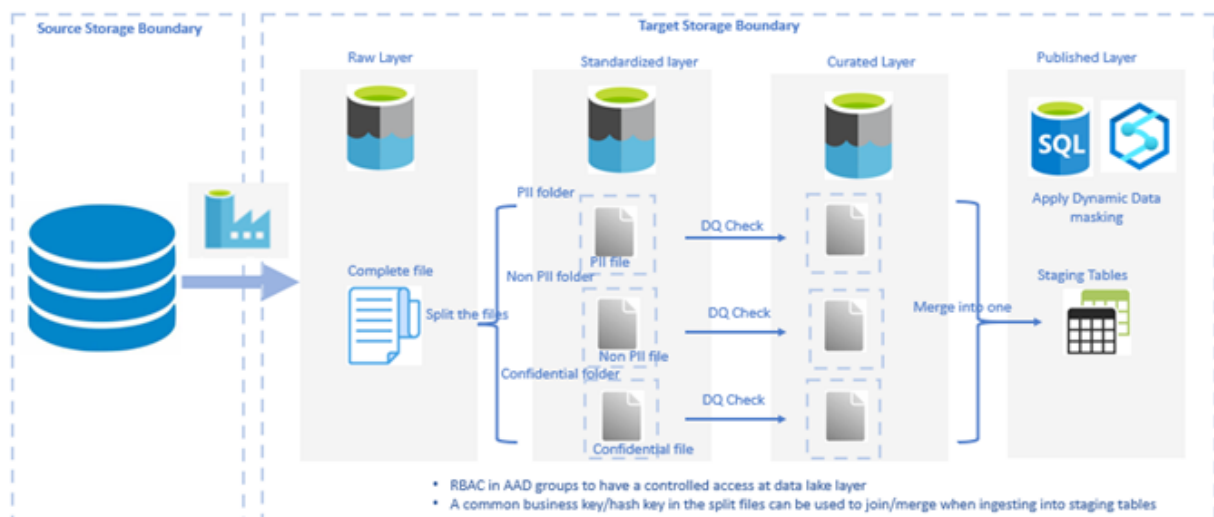 Source Storage Boundary
Target Storage Boundary
Raw Layer
Standardized layer
Curated Layer
Published Layer
SQL
PII folder
Apply Dynamic Data
masking
DQ Check
PII file
Complete file
Non PII folder
Staging Tables
Split the files
DQ Check
Merge into one
Non PII file
Confidential folder
DQ Check
Confidential file
• RBAC in AAD groups to have a controlled access at data lake layer
• A common business key/hash key in the split files can be used to join/merge when ingesting into staging tables